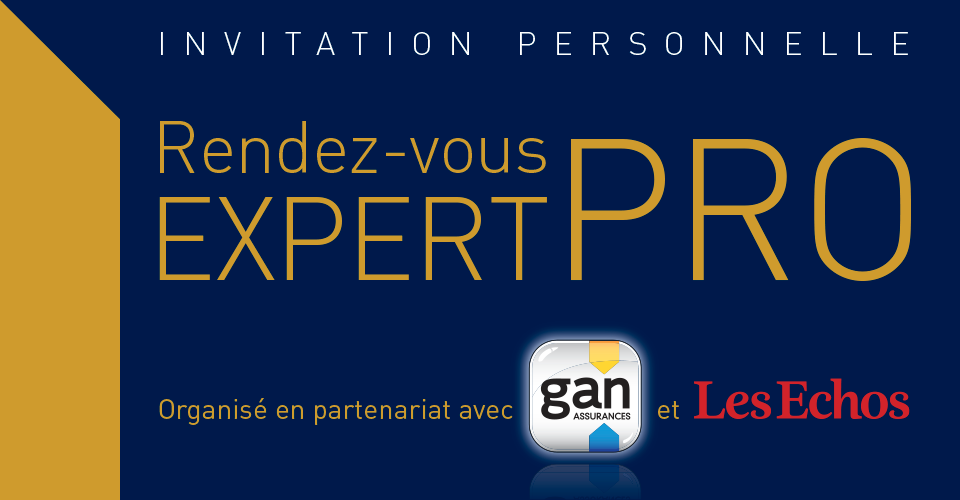 INVITATION PERSONNELLE
Rendez-vous
EXPERT PRO
Organisé en partenariat avec gan ASSURANCES et Les Echos